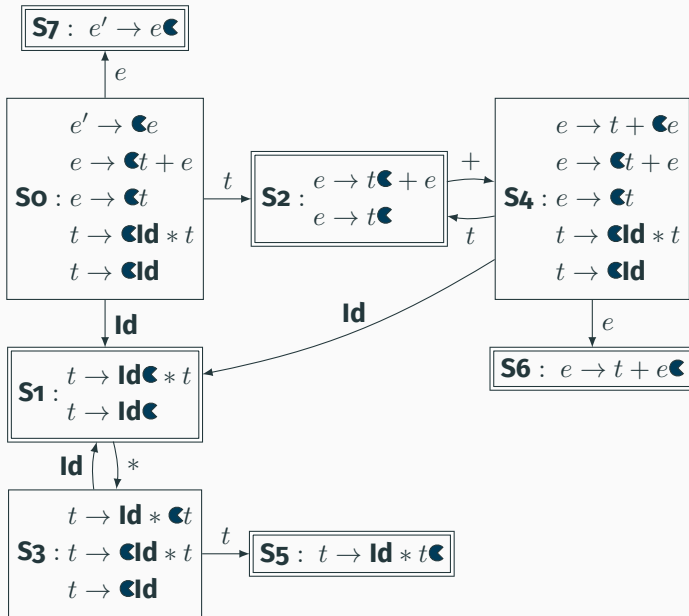 S7 : e′ → e
e
e′ → e
e → t + e
S0 : e → t
t → Id ∗ t
t → Id
t
S2 : e → t + e
e → t
+
t
e → t + e
e → t + e
S4 : e → t
t → Id ∗ t
t → Id
Id
Id
e
S1 : t → Id ∗ t
t → Id
S6 : e → t + e
Id
∗
t → Id ∗ t
S3 : t → Id ∗ t
t → Id
t
S5 : t → Id ∗ t